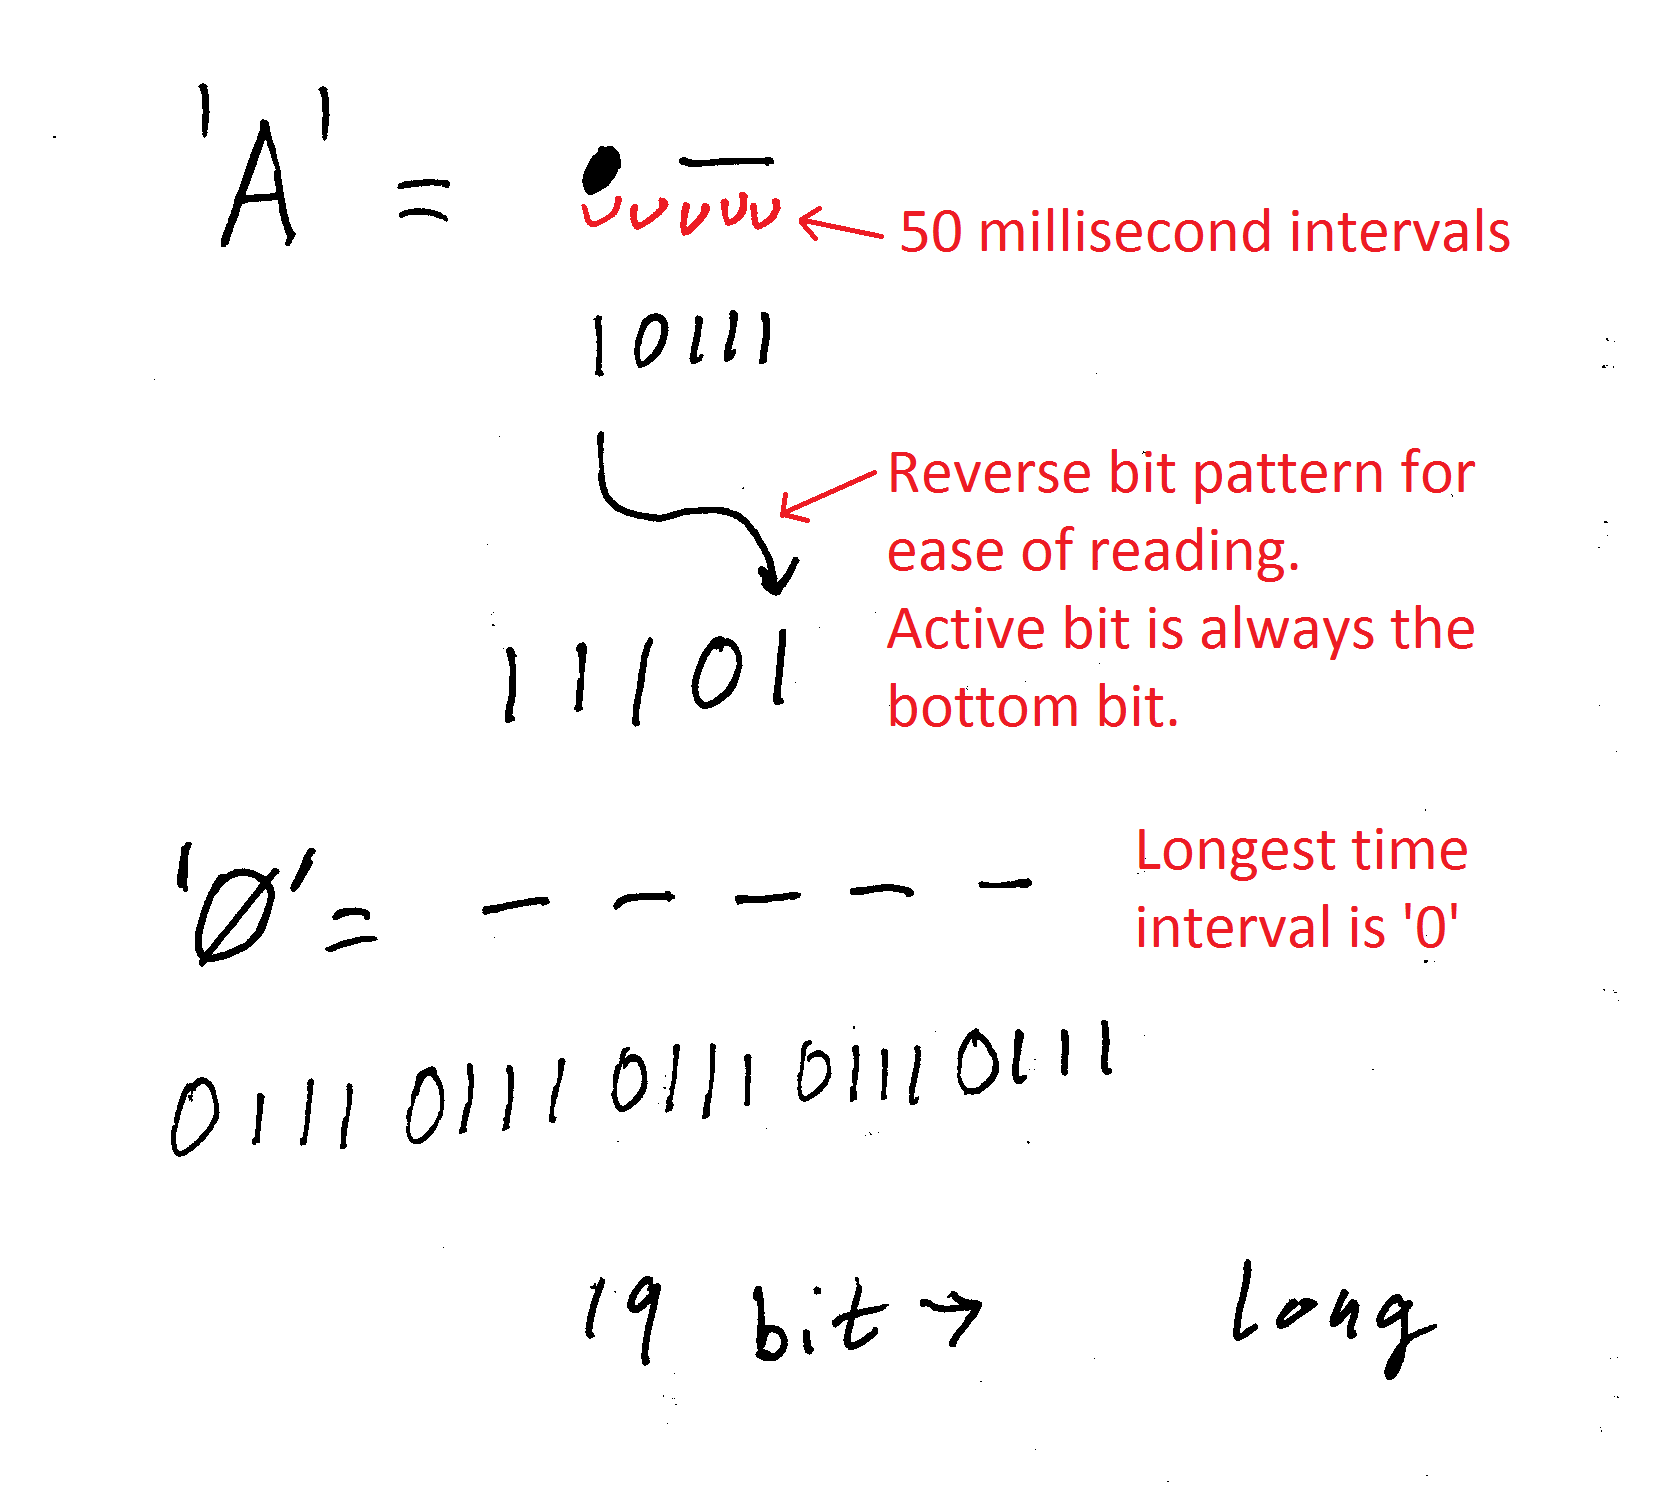 'A' = • — 50 millisecond intervals
10111
Reverse bit pattern for
ease of reading.
Active bit is always the
bottom bit.
11101
'0' = — — — — — Longest time
interval is '0'
0111 0111 0111 0111 0111
19 bit → long